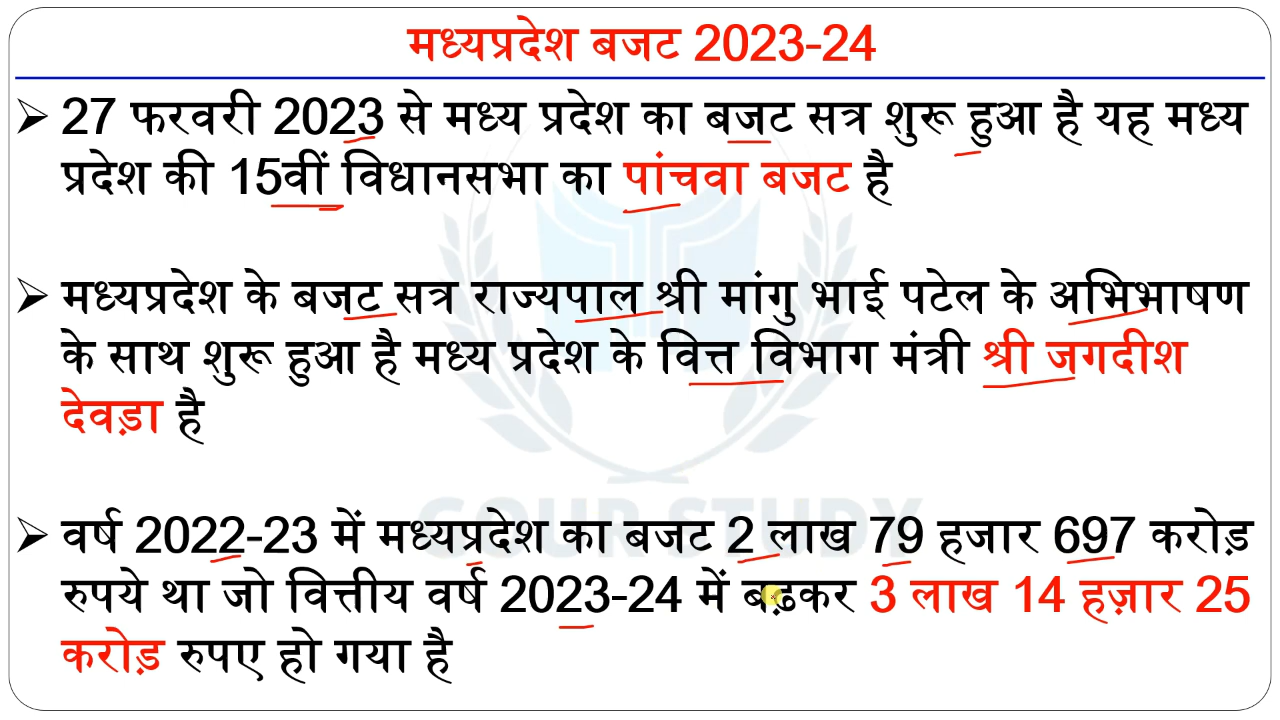 मध्यप्रदेश बजट 2023-24
➢ 27 फरवरी 2023 से मध्य प्रदेश का बजट सत्र शुरू हुआ है यह मध्य
प्रदेश की 15वीं विधानसभा का पांचवा बजट है
➢ मध्यप्रदेश के बजट सत्र राज्यपाल श्री मांगु भाई पटेल के अभिभाषण
के साथ शुरू हुआ है मध्य प्रदेश के वित्त विभाग मंत्री श्री जगदीश
देवड़ा है
➢ वर्ष 2022-23 में मध्यप्रदेश का बजट 2 लाख 79 हजार 697 करोड़
रुपये था जो वित्तीय वर्ष 2023-24 में बढ़कर 3 लाख 14 हज़ार 25
करोड़ रुपए हो गया है
GOUR STUDY